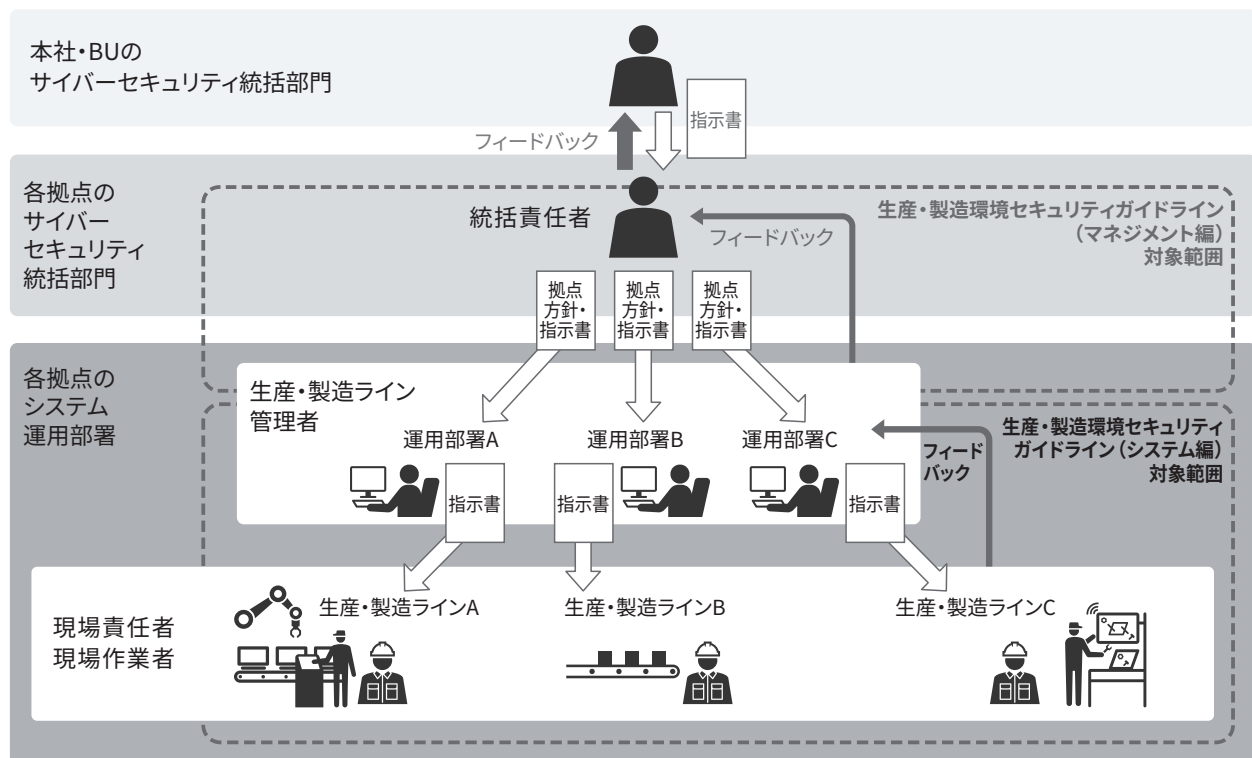 本社・BUの
サイバーセキュリティ統括部門
指示書
フィードバック
各拠点の
サイバー
セキュリティ
統括部門
統括責任者
フィードバック
生産・製造環境セキュリティガイドライン
（マネジメント編）
対象範囲
拠点
方針・
指示書
拠点
方針・
指示書
拠点
方針・
指示書
各拠点の
システム
運用部署
生産・製造ライン
管理者
運用部署A
運用部署B
運用部署C
フィード
バック
生産・製造環境セキュリティ
ガイドライン（システム編）
対象範囲
指示書
指示書
指示書
現場責任者
現場作業者
生産・製造ラインA
生産・製造ラインB
生産・製造ラインC